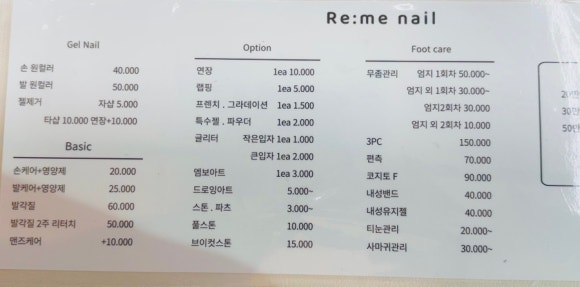 Re:me nail
Gel Nail
손 원컬러 40.000
발 원컬러 50.000
젤제거 자샵 5.000
타샵 10.000 연장+10.000
Basic
손케어+영양제 20.000
발케어+영양제 25.000
발각질 60.000
발각질 2주 리터치 50.000
맨즈케어 +10.000
Option
연장 1ea 10.000
랩핑 1ea 5.000
프렌치 . 그라데이션 1ea 1.500
특수젤 . 파우더 1ea 2.000
글리터 작은입자 1ea 1.000
큰입자 1ea 2.000
엠보아트 1ea 3.000
드로잉아트 5.000~
스톤 . 파츠 3.000~
풀스톤 10.000
브이컷스톤 15.000
Foot care
무좀관리 엄지 1회차 50.000~
엄지 외 1회차 30.000~
엄지2회차 30.000
엄지 외 2회차 10.000
3PC 150.000
편측 70.000
코지토 F 90.000
내성밴드 40.000
내성유지젤 40.000
티눈관리 20.000~
사마귀관리 30.000~